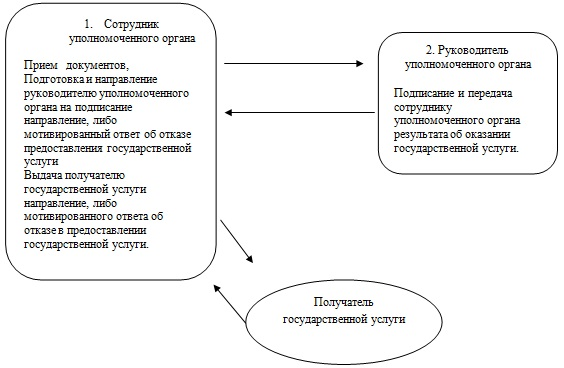 1. Сотрудник
уполномоченного органа
Прием документов,
Подготовка и направление
руководителю уполномоченного
органа на подписание
направление, либо
мотивированный ответ об отказе
предоставления государственной
услуги
Выдача получателю
государственной услуги
направление, либо
мотивированного ответа об
отказе в предоставлении
государственной услуги.
2. Руководитель
уполномоченного органа
Подписание и передача
сотруднику
уполномоченного органа
результата об оказании
государственной услуги.
Получатель
государственной услуги